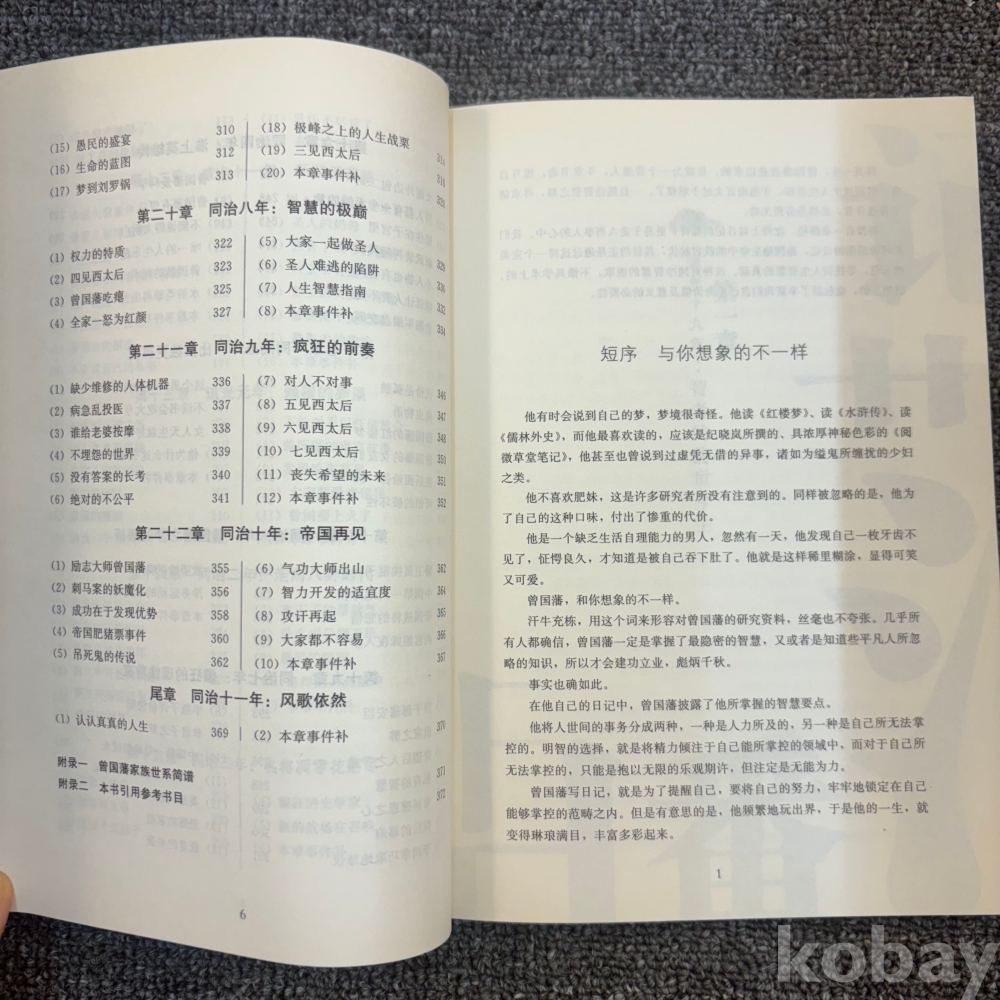 (15) 愚民的盛宴 310
(16) 生命的蓝图 312
(17) 梦到刘罗锅 313
(18) 极峰之上的人生战栗 314
(19) 三见西太后 318
(20) 本章事件补 320
第二十章 同治八年：智慧的极巅
(1) 权力的特质 322
(2) 四见西太后 323
(3) 曾国藩吃瘪 325
(4) 全家一怒为红颜 327
(5) 大家一起做圣人 329
(6) 圣人难逃的陷阱 330
(7) 人生智慧指南 332
(8) 本章事件补 334
第二十一章 同治九年：疯狂的前奏
(1) 缺少维修的人体机器 336
(2) 病急乱投医 337
(3) 谁给老婆按摩 338
(4) 不埋怨的世界 339
(5) 没有答案的长考 340
(6) 绝对的不公平 341
(7) 对人不对事 346
(8) 五见西太后 347
(9) 六见西太后 348
(10) 七见西太后 350
(11) 丧失希望的未来 351
(12) 本章事件补 352
第二十二章 同治十年：帝国再见
(1) 励志大师曾国藩 355
(2) 刺马案的妖魔化 356
(3) 成功在于发现优势 358
(4) 帝国肥猪票事件 360
(5) 吊死鬼的传说 362
(6) 气功大师出山 362
(7) 智力开发的适宜度 364
(8) 攻讦再起 365
(9) 大家都不容易 366
(10) 本章事件补 367
尾章 同治十一年：风歌依然
(1) 认认真真的人生 369
(2) 本章事件补 370
附录一 曾国藩家族世系简谱 371
附录二 本书引用参考书目 372
6
短序 与你想象的不一样
他有时会说到自己的梦，梦境很奇怪。他读《红楼梦》、读《水浒传》、读
《儒林外史》，而他最喜欢读的，应该是纪晓岚所撰的、具浓厚神秘色彩的《阅
微草堂笔记》，他甚至也曾说到过虚凭无借的异事，诸如为缢鬼所缠扰的少妇
之类。
他不喜欢肥妹，这是许多研究者所没有注意到的。同样被忽略的是，他为
了自己的这种口味，付出了惨重的代价。
他是一个缺乏生活自理能力的男人，忽然有一天，他发现自己一枚牙齿不
见了，怔愕良久，才知道是被自己吞下肚了。他就是这样稀里糊涂，显得可笑
又可爱。
曾国藩，和你想象的不一样。
汗牛充栋，用这个词来形容对曾国藩的研究资料，丝毫也不夸张。几乎所
有人都确信，曾国藩一定是掌握了最隐密的智慧，又或者是知道些平凡人所忽
略的知识，所以才会建功立业，彪炳千秋。
事实也确如此。
在他自己的日记中，曾国藩披露了他所掌握的智慧要点。
他将人世间的事务分成两种，一种是人力所及的，另一种是自己所无法掌
控的。明智的选择，就是将精力倾注于自己能所掌控的领域中，而对于自己所
无法掌控的，只能是抱以无限的乐观期许，但注定是无能为力。
曾国藩写日记，就是为了提醒自己，要将自己的努力，牢牢地锁定在自己
能够掌控的范畴之内。但是有意思的是，他频繁地玩出界，于是他的一生，就
变得琳琅满目，丰富多彩起来。
1
kobay